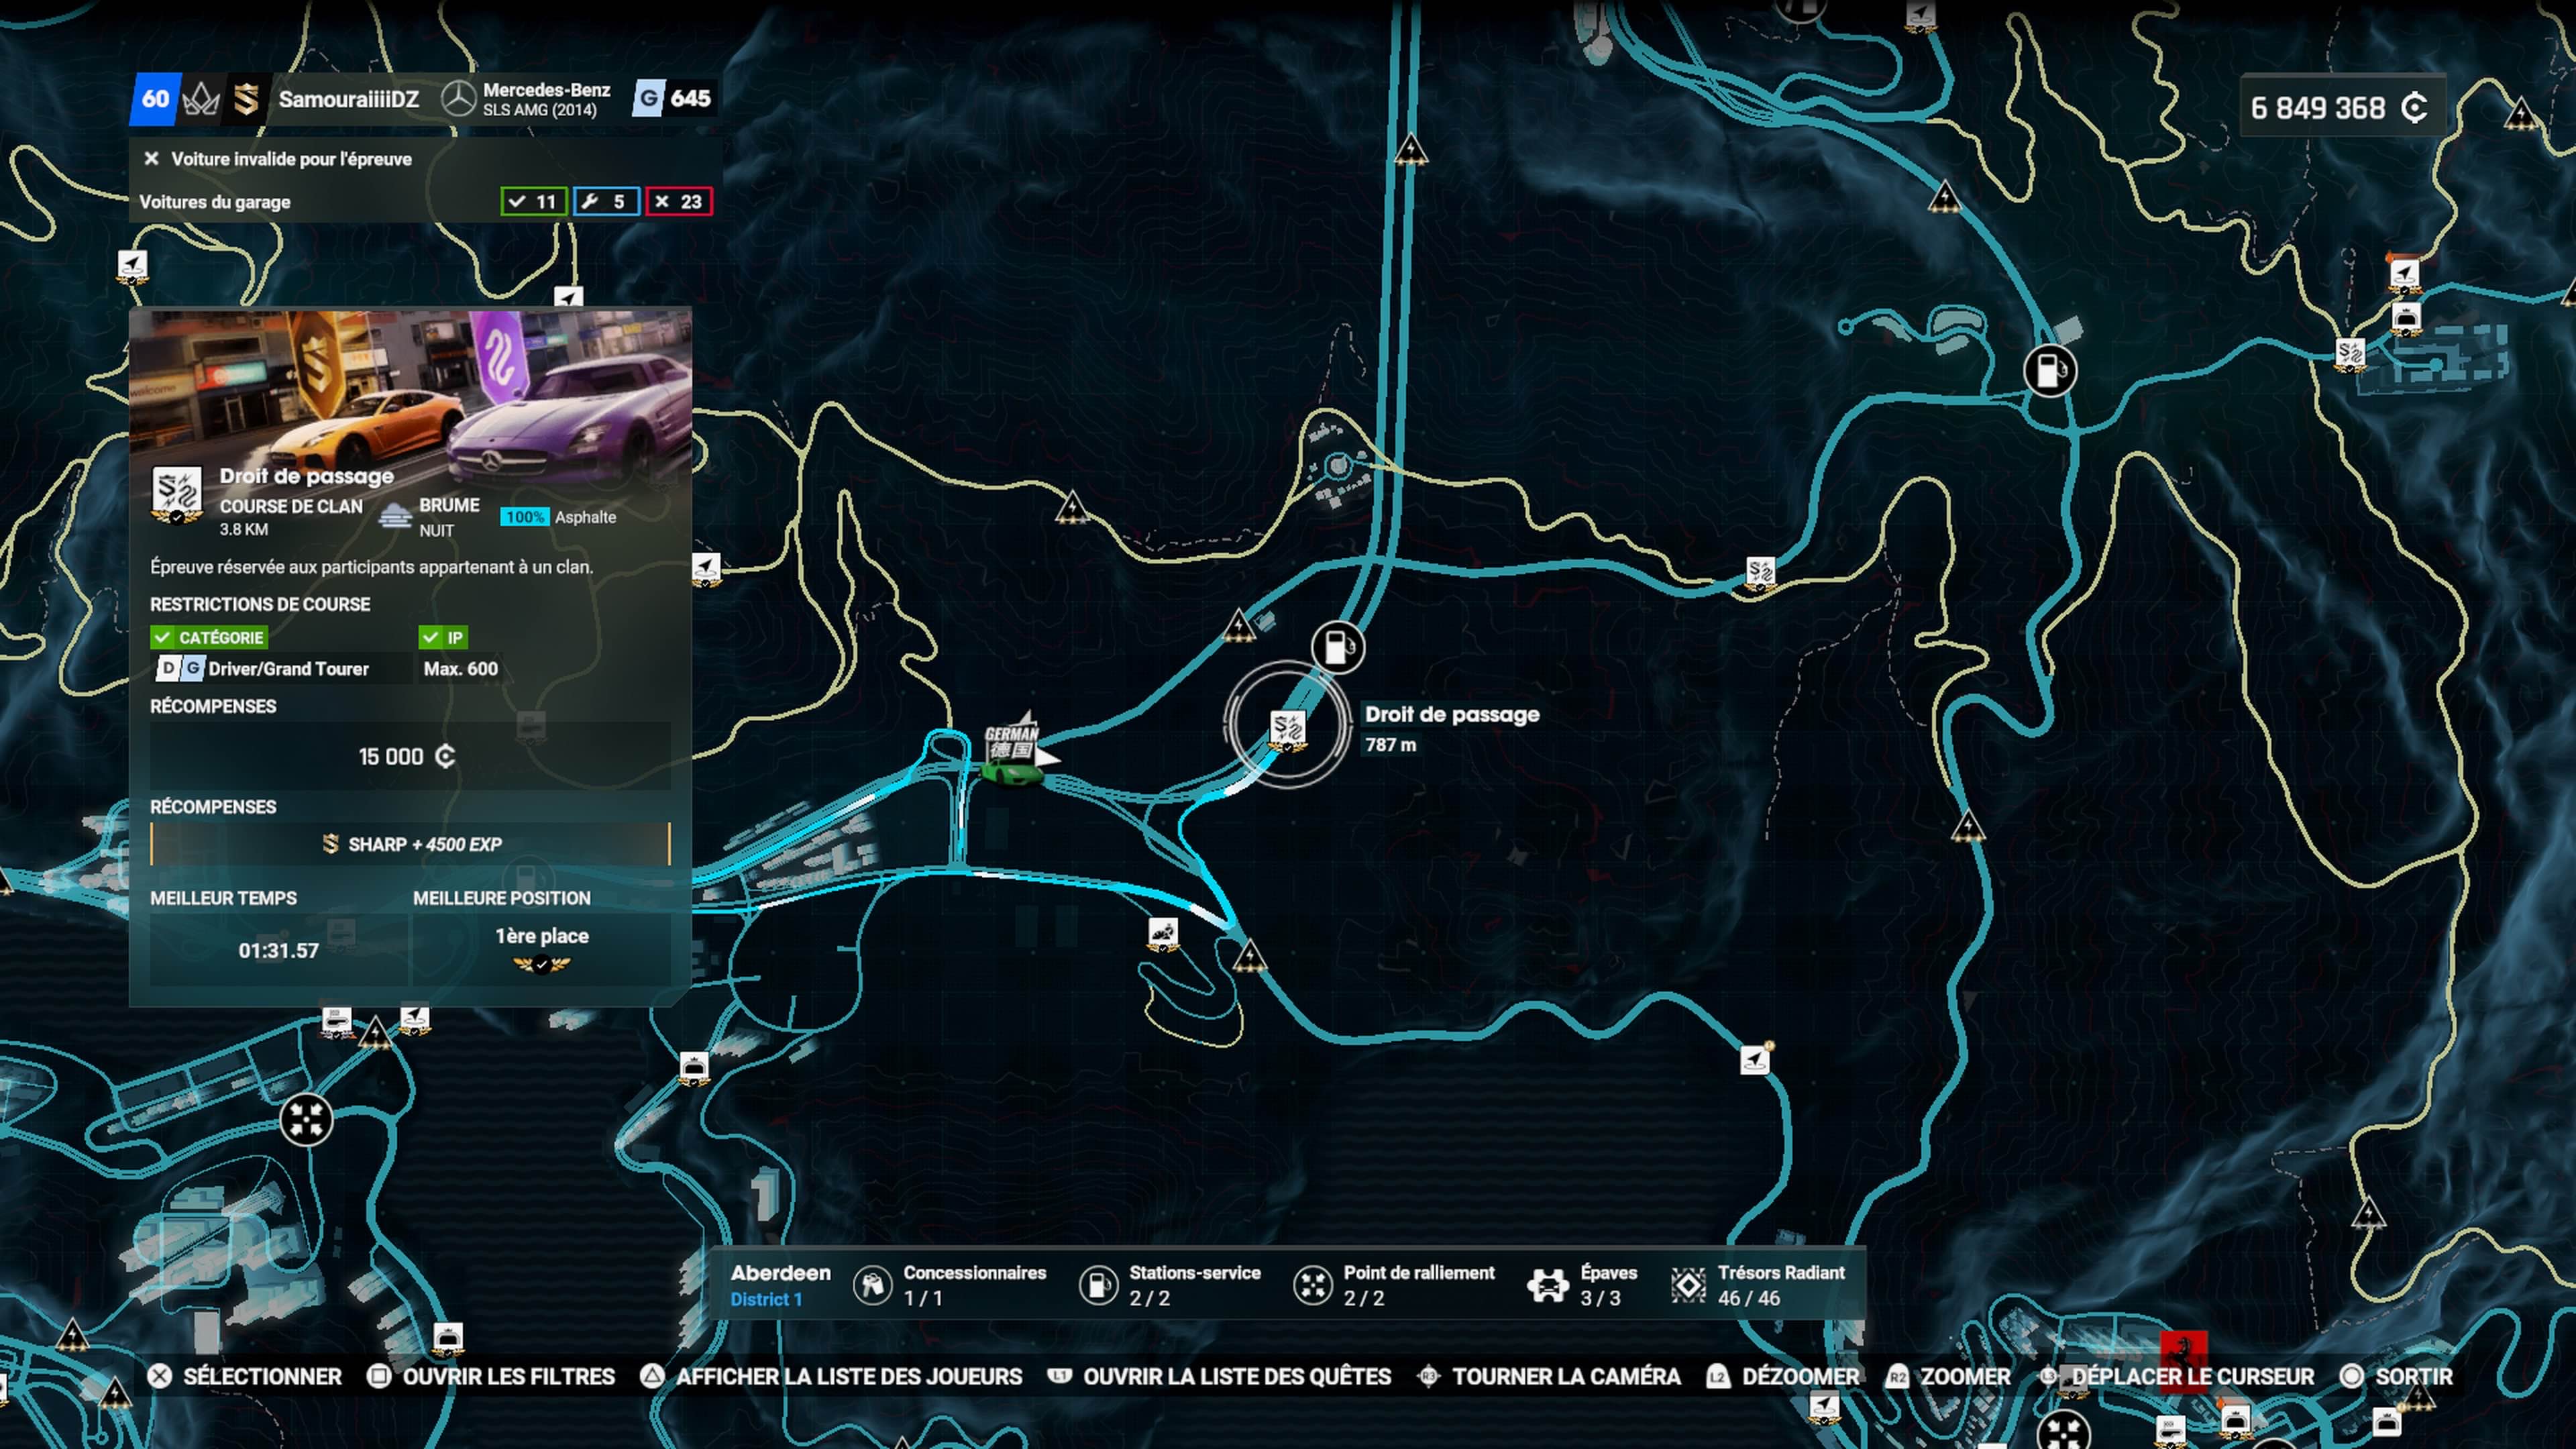 60 SamouraiiiiDZ Mercedes-Benz
SLS AMG (2014) G 645
6 849 368
Voiture invalide pour l'épreuve
Voitures du garage 11 5 23
Droit de passage
COURSE DE CLAN
3.8 KM
BRUME
NUIT
100% Asphalte
Épreuve réservée aux participants appartenant à un clan.
RESTRICTIONS DE COURSE
CATÉGORIE IP
D G Driver/Grand Tourer Max. 600
RÉCOMPENSES
15 000
RÉCOMPENSES
SHARP + 4500 EXP
MEILLEUR TEMPS MEILLEURE POSITION
01:31.57 1ère place
GERMAN
德国
Droit de passage
787 m
Aberdeen
District 1
Concessionnaires
1 / 1
Stations-service
2 / 2
Point de ralliement
2 / 2
Épaves
3 / 3
Trésors Radiant
46 / 46
SÉLECTIONNER OUVRIR LES FILTRES AFFICHER LA LISTE DES JOUEURS L1 OUVRIR LA LISTE DES QUÊTES R3 TOURNER LA CAMÉRA L2 DÉZOOMER R2 ZOOMER L3 DÉPLACER LE CURSEUR SORTIR